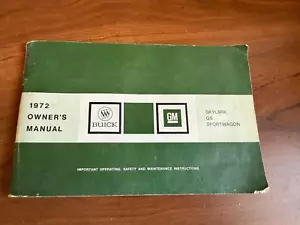 1972
OWNER'S
MANUAL
BUICK
GM
SKYLARK
GS
SPORTWAGON
IMPORTANT OPERATING, SAFETY AND MAINTENANCE INSTRUCTIONS